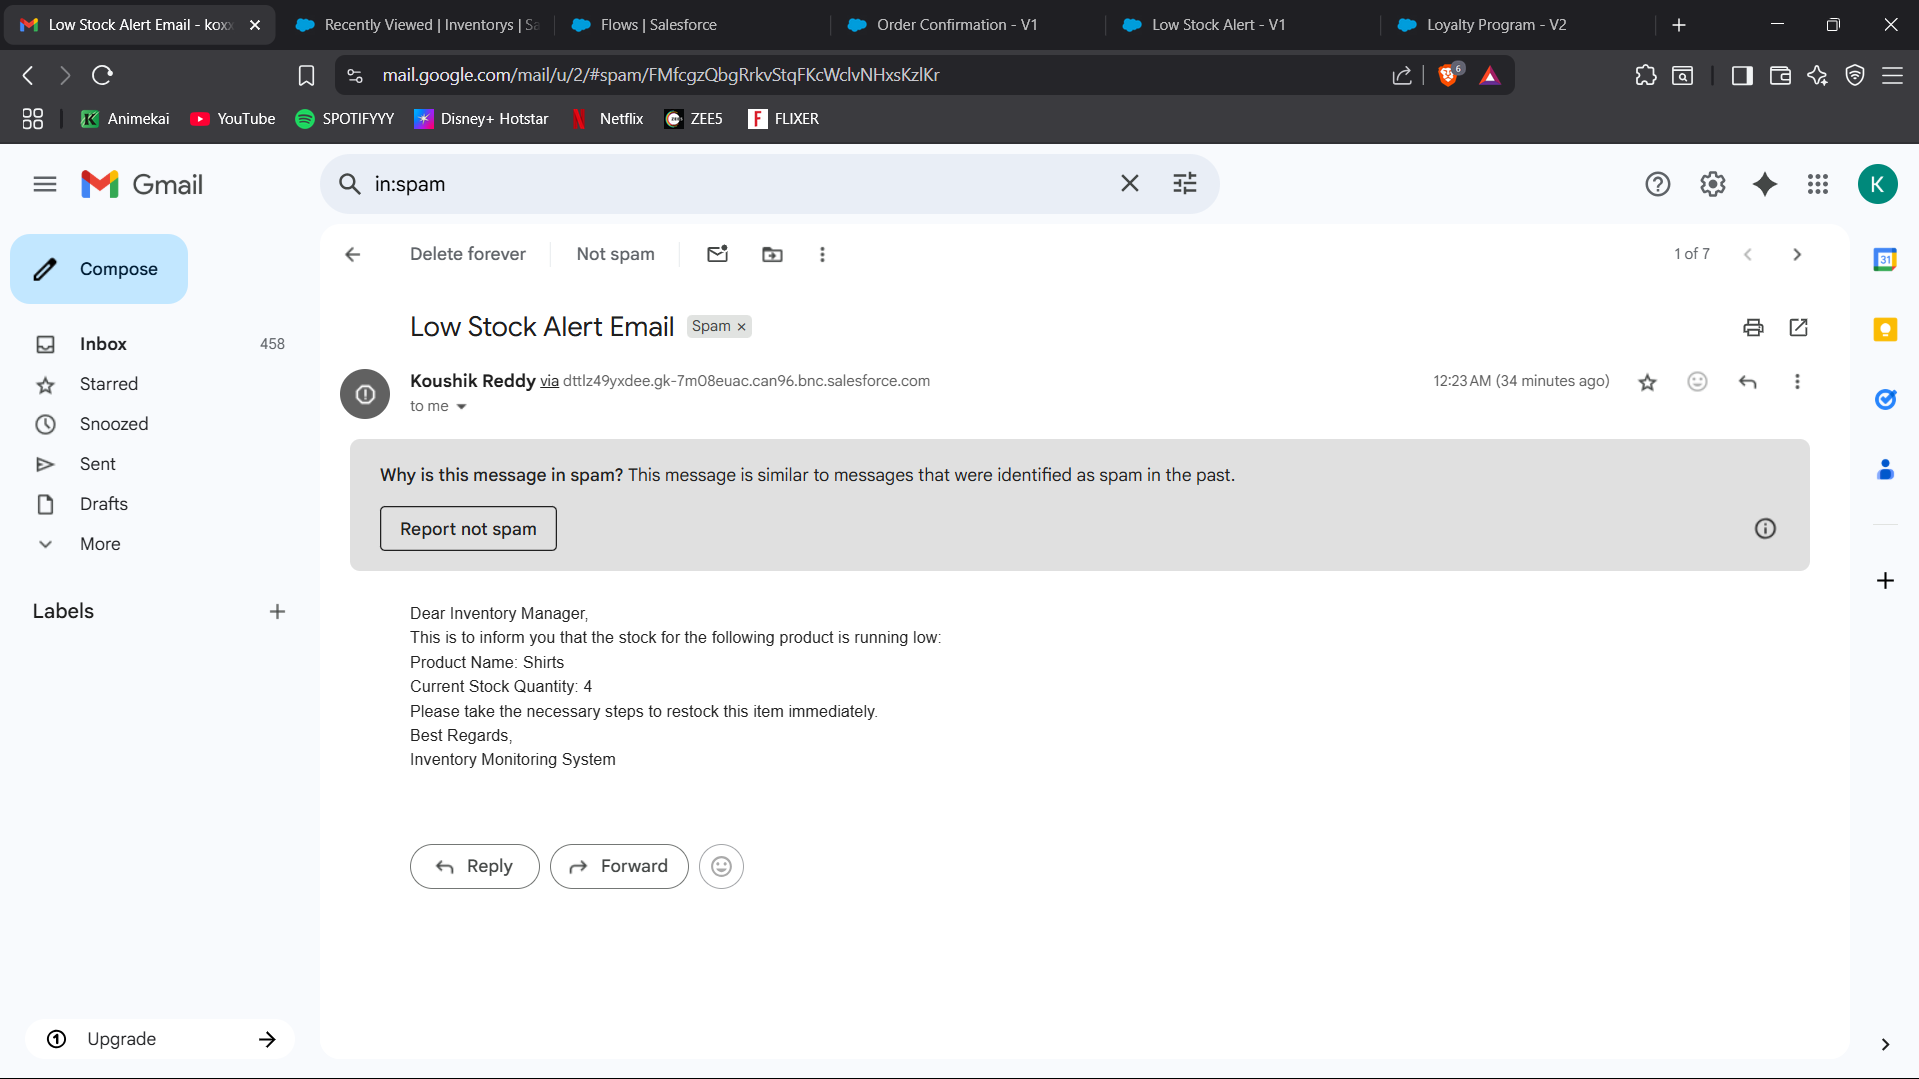 Low Stock Alert Email - kox
Recently Viewed | Inventorys | Sa
Flows | Salesforce
Order Confirmation - V1
Low Stock Alert - V1
Loyalty Program - V2
mail.google.com/mail/u/2/#spam/FMfcgzQbgRrkvStqFKcWclvNHxsKzlKr
6
Animekai
YouTube
SPOTIFYYY
Disney+ Hotstar
Netflix
ZEE5
FLIXER
Gmail
in:spam
K
Compose
Delete forever
Not spam
1 of 7
31
Low Stock Alert Email
Spam ×
Inbox
458
Starred
Snoozed
Sent
Drafts
More
Labels
Koushik Reddy via dttlz49yxdee.gk-7m08euac.can96.bnc.salesforce.com
12:23 AM (34 minutes ago)
to me
Why is this message in spam? This message is similar to messages that were identified as spam in the past.
Report not spam
Dear Inventory Manager,
This is to inform you that the stock for the following product is running low:
Product Name: Shirts
Current Stock Quantity: 4
Please take the necessary steps to restock this item immediately.
Best Regards,
Inventory Monitoring System
Reply
Forward
Upgrade